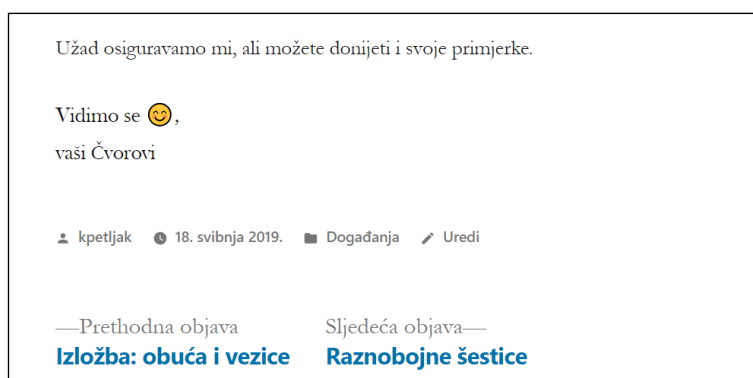 Užad osiguravamo mi, ali možete donijeti i svoje primjerke.
Vidimo se 😊,
vaši Čvorovi
kpetljak 18. svibnja 2019. Događanja Uredi
—Prethodna objava Sljedeća objava—
Izložba: obuća i vezice Raznobojne šestice